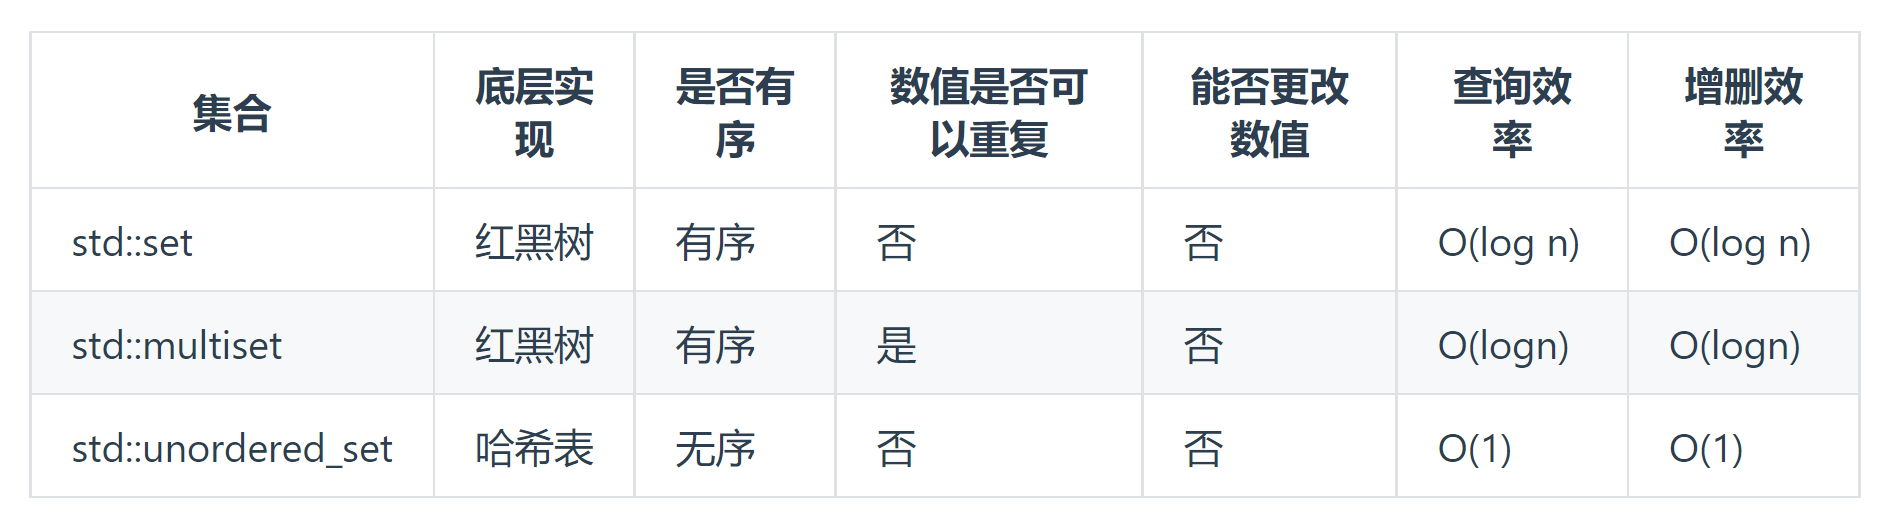 集合
底层实
现
是否有
序
数值是否可
以重复
能否更改
数值
查询效
率
增删效
率
std::set 红黑树 有序 否 否 O(log n) O(log n)
std::multiset 红黑树 有序 是 否 O(logn) O(logn)
std::unordered_set 哈希表 无序 否 否 O(1) O(1)